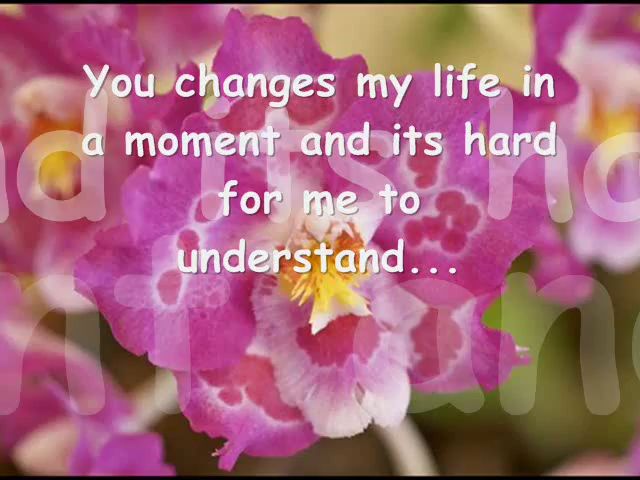 You changes my life in
a moment and its hard
for me to
understand...